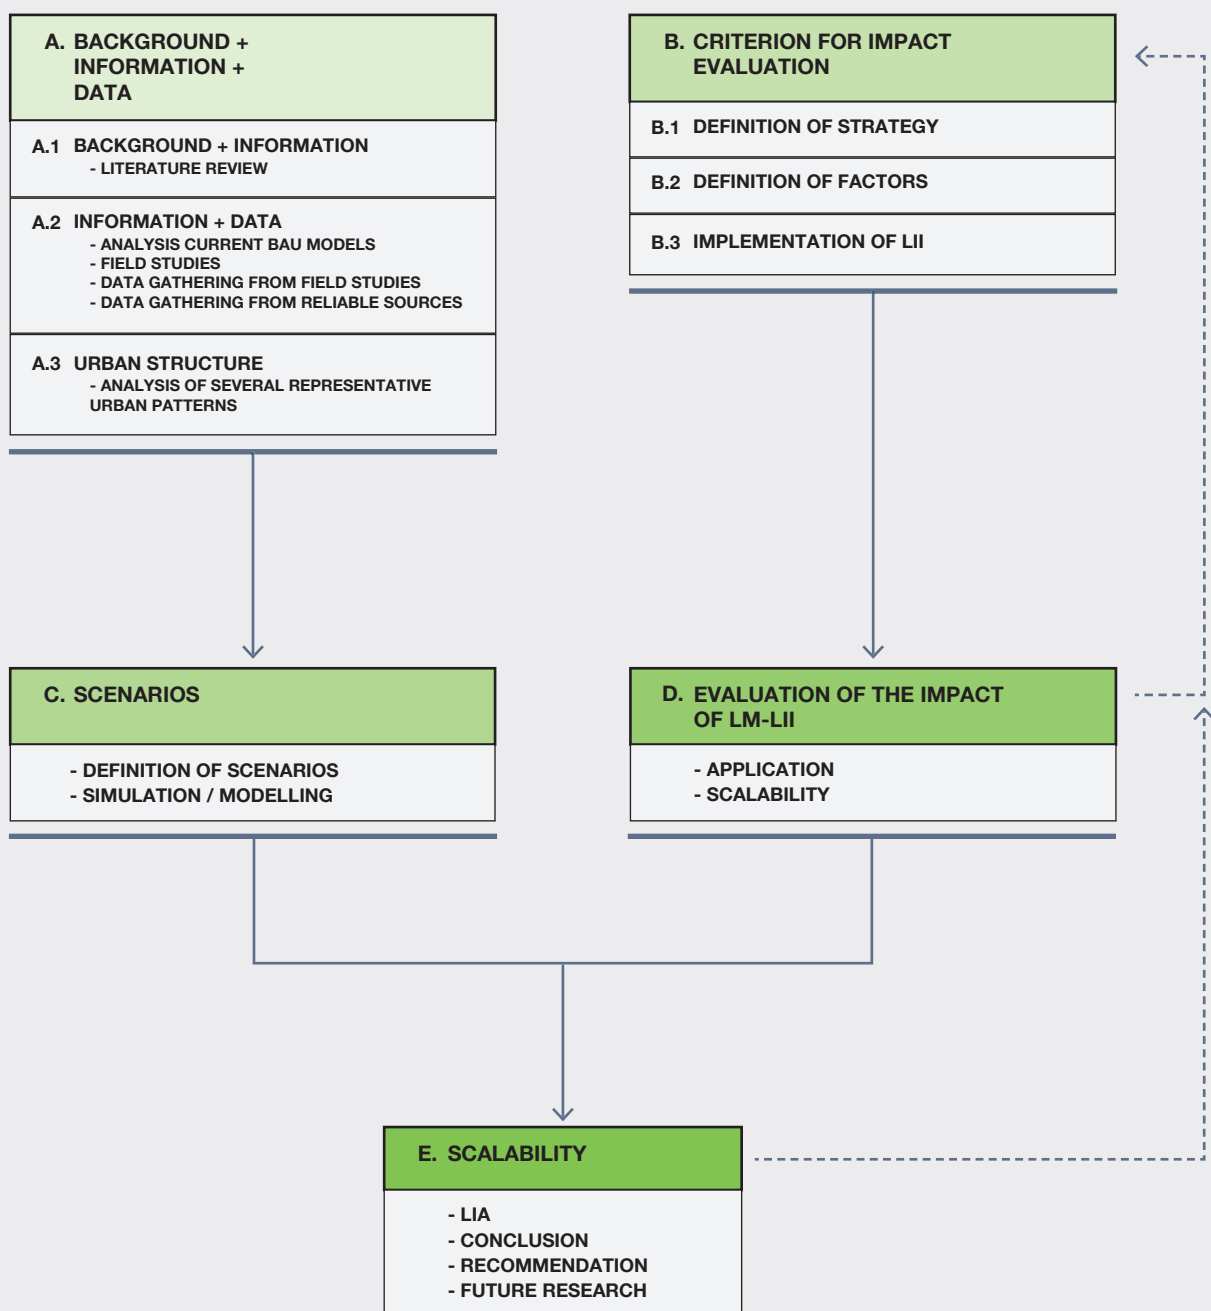 A. BACKGROUND +
INFORMATION +
DATA
A.1 BACKGROUND + INFORMATION
- LITERATURE REVIEW
A.2 INFORMATION + DATA
- ANALYSIS CURRENT BAU MODELS
- FIELD STUDIES
- DATA GATHERING FROM FIELD STUDIES
- DATA GATHERING FROM RELIABLE SOURCES
A.3 URBAN STRUCTURE
- ANALYSIS OF SEVERAL REPRESENTATIVE
URBAN PATTERNS
B. CRITERION FOR IMPACT
EVALUATION
B.1 DEFINITION OF STRATEGY
B.2 DEFINITION OF FACTORS
B.3 IMPLEMENTATION OF LII
C. SCENARIOS
- DEFINITION OF SCENARIOS
- SIMULATION / MODELLING
D. EVALUATION OF THE IMPACT
OF LM-LII
- APPLICATION
- SCALABILITY
E. SCALABILITY
- LIA
- CONCLUSION
- RECOMMENDATION
- FUTURE RESEARCH